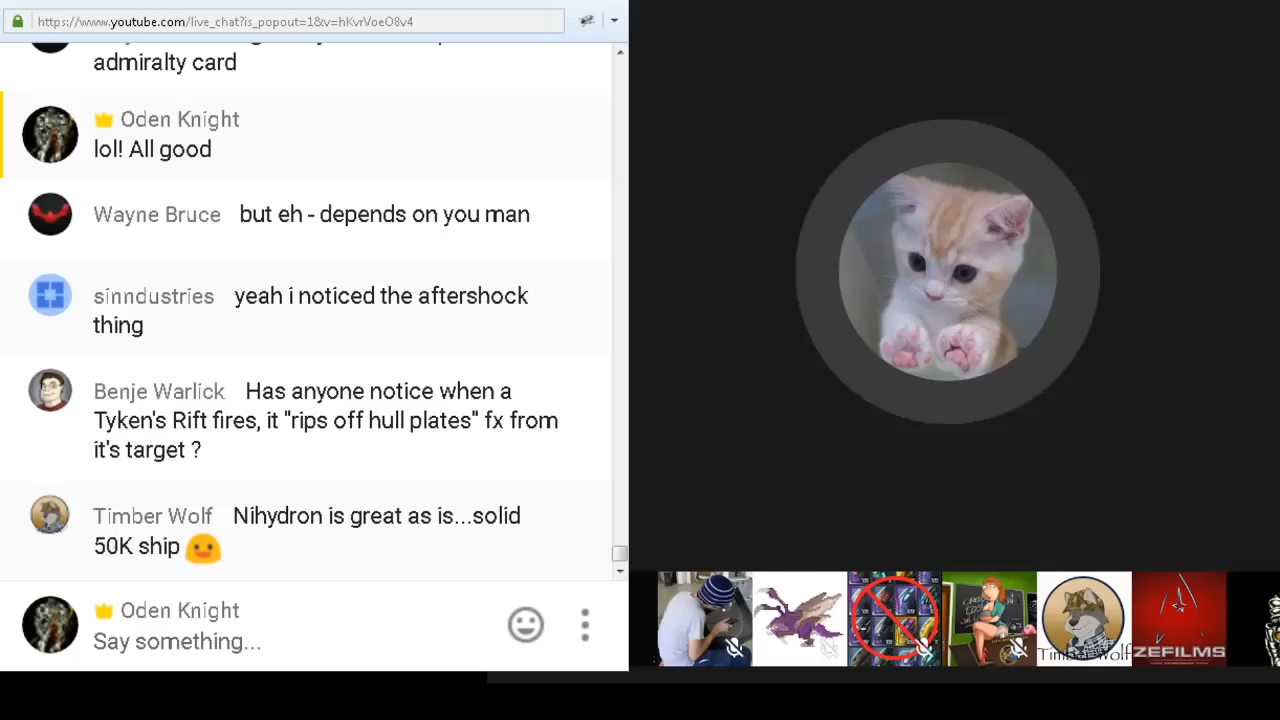 https://www.youtube.com/live_chat?is_popout=1&v=hKvrVoeO8v4
admiralty card
Oden Knight
lol! All good
Wayne Bruce but eh - depends on you man
sinndustries yeah i noticed the aftershock
thing
Benje Warlick Has anyone notice when a
Tyken's Rift fires, it "rips off hull plates" fx from
it's target ?
Timber Wolf Nihydron is great as is...solid
50K ship
Oden Knight
Say something...
Timber Wolf
ZEFILMS